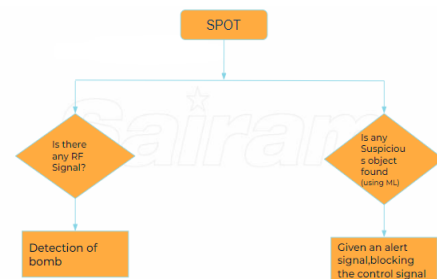 SPOT
Sairam
Is there
any RF
Signal?
Is any
Suspiciou
s object
found
(using ML)
Detection of
bomb
Given an alert
signal,blocking
the control signal